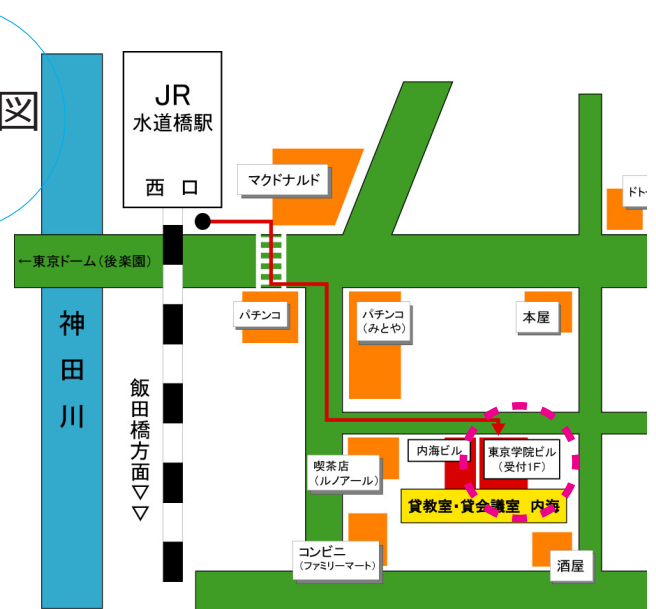 図
JR
水道橋駅
西 口
マクドナルド
←東京ドーム(後楽園)
パチンコ
パチンコ
(みとや)
本屋
神田川
飯田橋方面▽▽
内海ビル
東京学院ビル
(受付1F)
喫茶店
(ルノアール)
貸教室・貸会議室 内海
コンビニ
(ファミリーマート)
酒屋